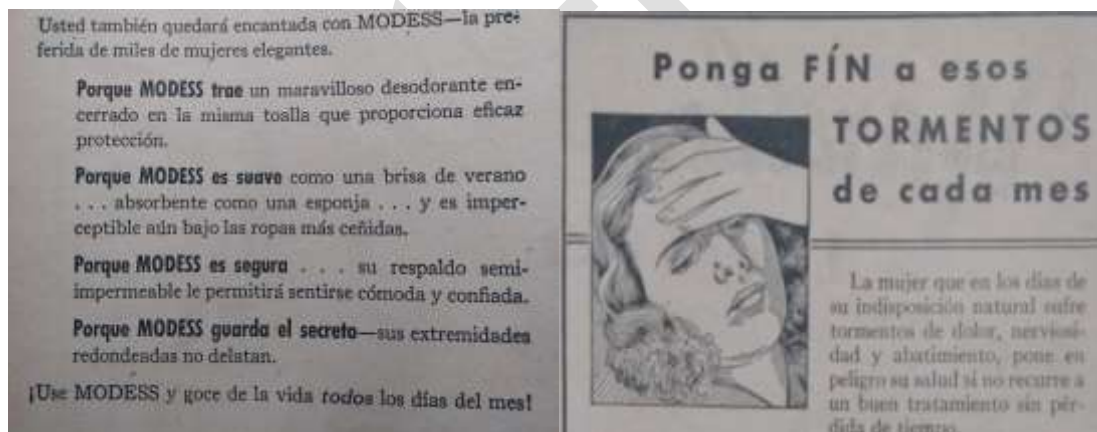 Usted también quedará encantada con MODESS—la pre-
ferida de miles de mujeres elegantes.
Porque MODESS trae un maravilloso desodorante en-
cerrado en la misma toalla que proporciona eficaz
protección.
Porque MODESS es suave como una brisa de verano
. . . absorbente como una esponja . . . y es imper-
ceptible aún bajo las ropas más ceñidas.
Porque MODESS es segura . . . su respaldo semi-
impermeable le permitirá sentirse cómoda y confiada.
Porque MODESS guarda el secreto—sus extremidades
redondeadas no delatan.
¡Use MODESS y goce de la vida todos los días del mes!
Ponga FÍN a esos
TORMENTOS
de cada mes
La mujer que en los días de
su indisposición natural sufre
tormentos de dolor, nerviosi-
dad y abatimiento, pone en
peligro su salud si no recurre a
un buen tratamiento sin pér-
dida de tiempo.